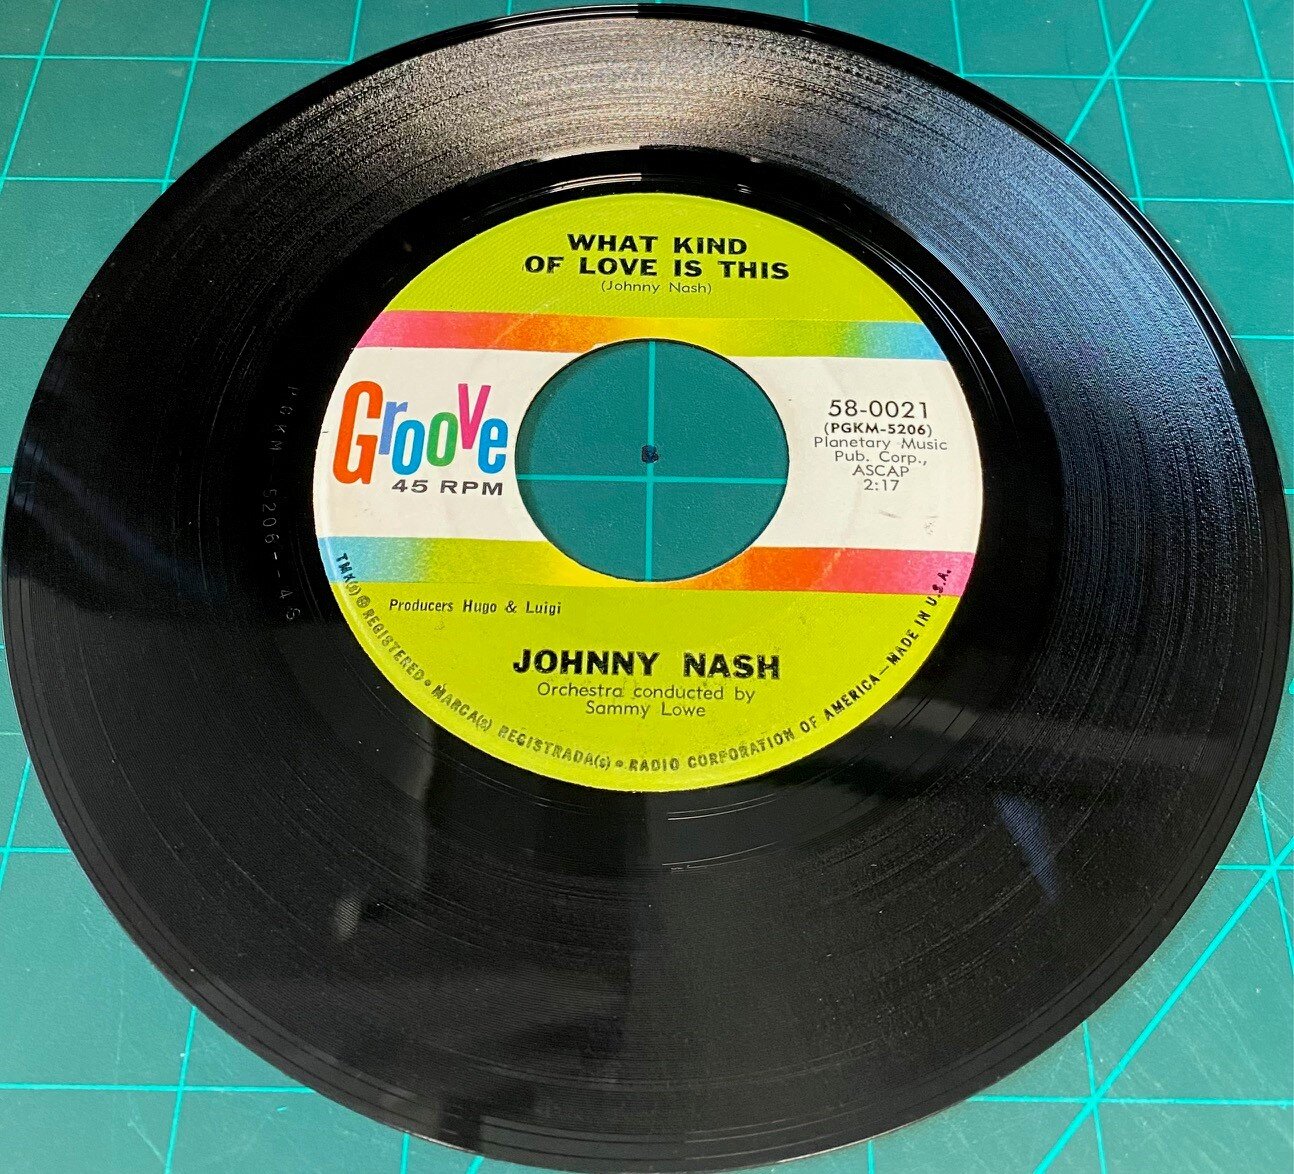 WHAT KIND
OF LOVE IS THIS
(Johnny Nash)
Groove
45 RPM
58-0021
(PGKM-5206)
Planetary Music
Pub. Corp.,
ASCAP
2:17
Producers Hugo & Luigi
JOHNNY NASH
Orchestra conducted by
Sammy Lowe
TMK(s) ® REGISTERED • MARCA(s) REGISTRADA(s) • RADIO CORPORATION OF AMERICA — MADE IN U.S.A.
PGKM-5206--45